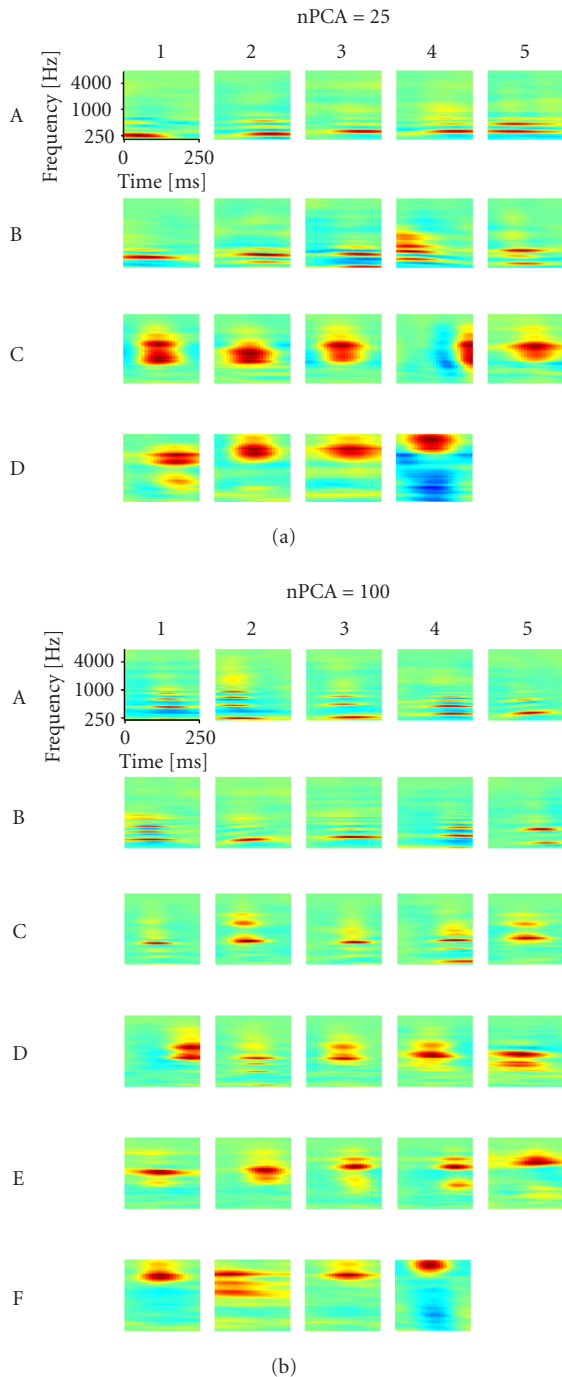 nPCA = 25
1 2 3 4 5
Frequency [Hz]
4000
1000
250
A
0 250
Time [ms]
B
C
D
(a)
nPCA = 100
1 2 3 4 5
Frequency [Hz]
4000
1000
250
A
0 250
Time [ms]
B
C
D
E
F
(b)